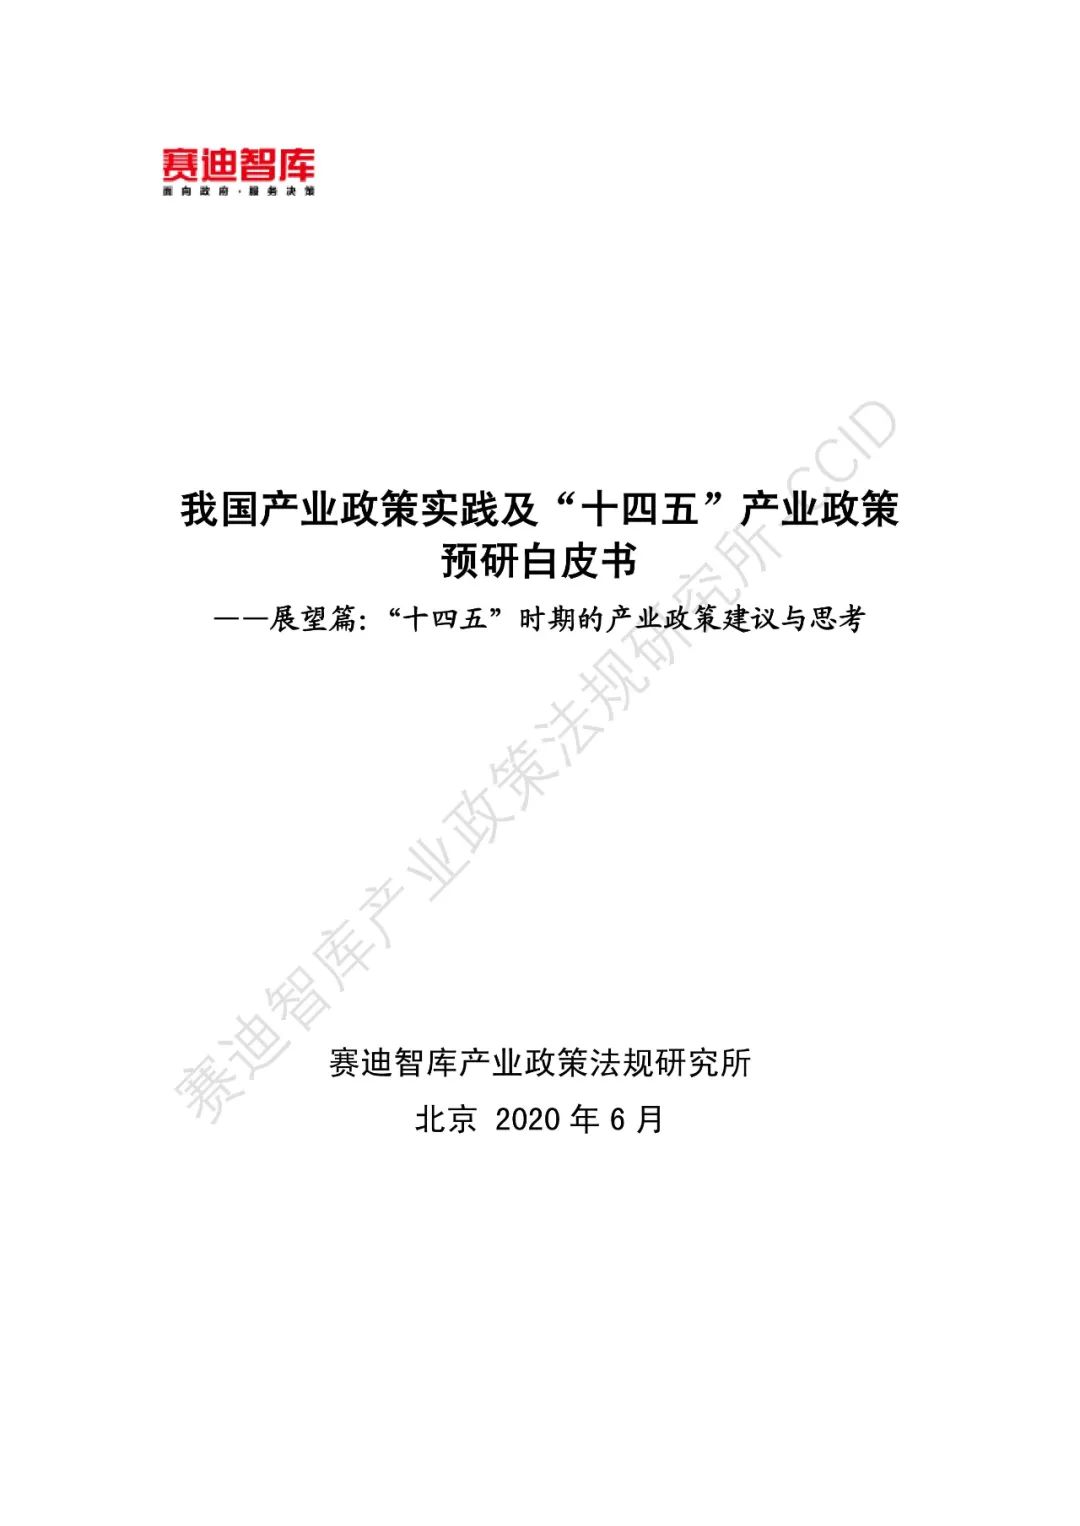 赛迪智库
面向政府·服务决策
我国产业政策实践及“十四五”产业政策
预研白皮书
——展望篇：“十四五”时期的产业政策建议与思考
赛迪智库产业政策法规研究所-CCID
赛迪智库产业政策法规研究所
北京 2020 年 6 月